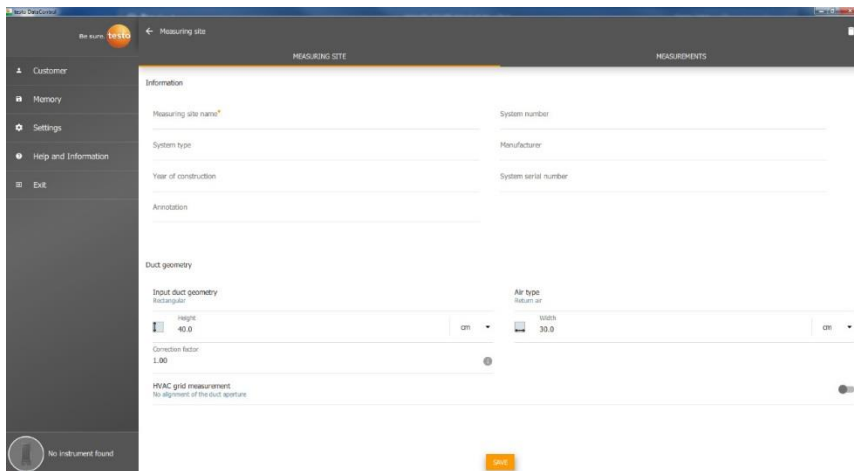 testo DataControl
Be sure. testo
← Measuring site
MEASURING SITE
MEASUREMENTS
Customer
Memory
Settings
Help and Information
Exit
No instrument found
Information
Measuring site name*
System number
System type
Manufacturer
Year of construction
System serial number
Annotation
Duct geometry
Input duct geometry
Rectangular
Air type
Return air
Height
40.0
cm
Width
30.0
cm
Correction factor
1.00
HVAC grid measurement
No alignment of the duct aperture
SAVE